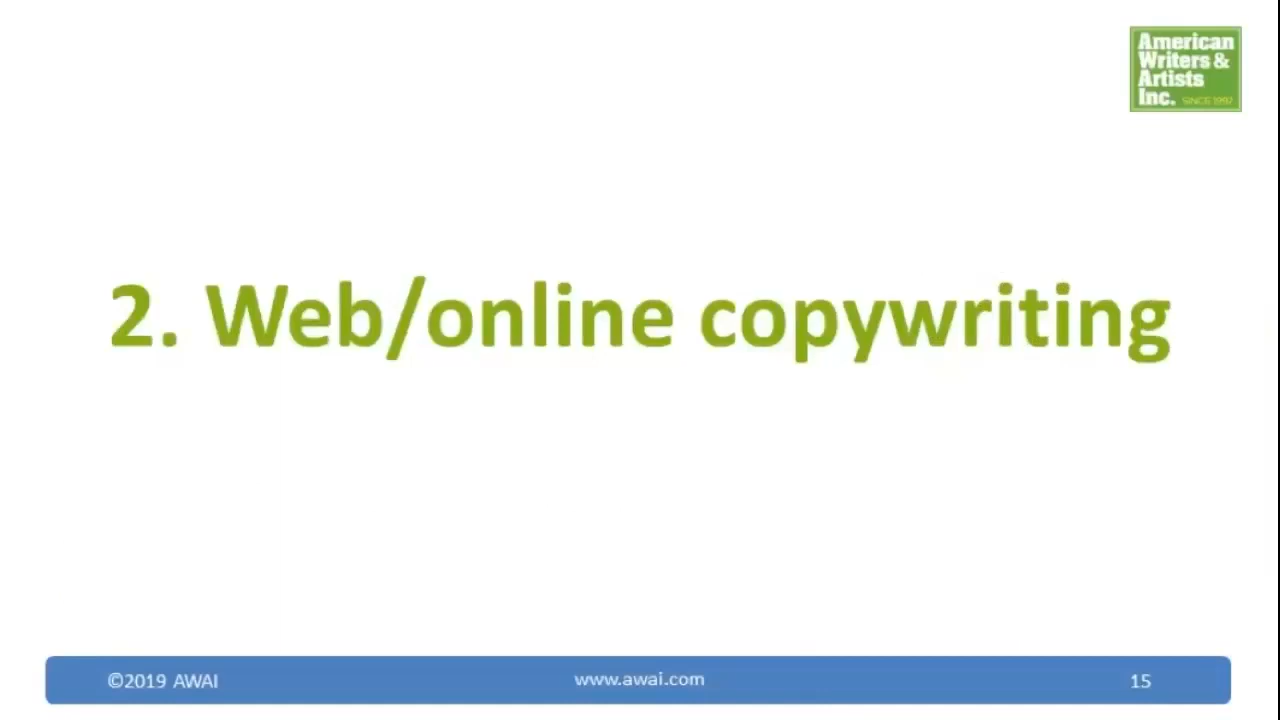 American
Writers &
Artists
Inc. SINCE 1997
2. Web/online copywriting
©2019 AWAI
www.awai.com
15